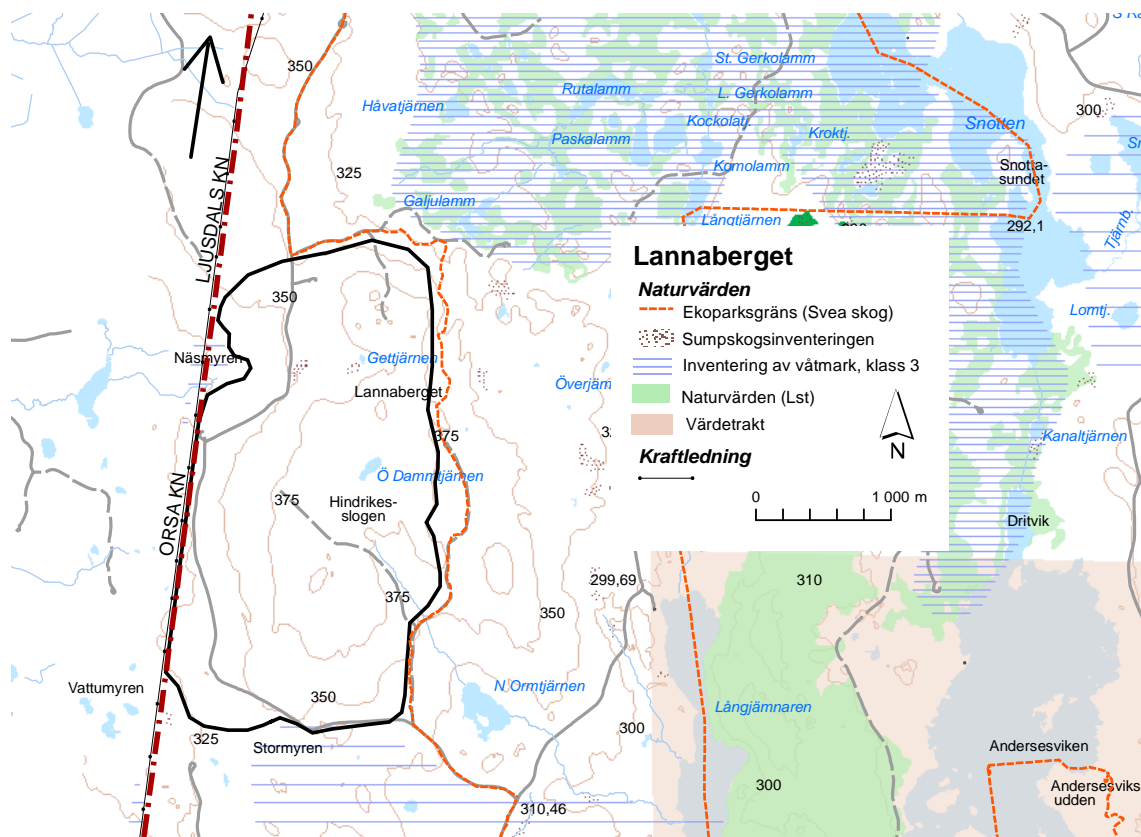 S
350
St. Gerkolamm
Rutalamm
L. Gerkolamm
Håvatjärnen
300
Kockolatj.
Kroktj.
Snotten
Paskalamm
325
Komolamm
Snotta-
sundet
LJUSDALS KN
Galjulamm
Långtjärnen
292,1
Tjärnb.
Lannaberget
Naturvärden
350
Ekoparksgräns (Svea skog)
Lomtj.
Sumpskogsinventeringen
Näsmyren
Gettjärnen
Inventering av våtmark, klass 3
Lannaberget
Överjärn
Naturvärden (Lst)
Värdetrakt
375
Kanaltjärnen
N
Kraftledning
Ö Dammtjärnen
375
Hindrikes-
slogen
0
1 000 m
ORSA KN
Dritvik
299,69
310
375
350
Vattumyren
350
N Ormtjärnen
Långjämnaren
300
325
Stormyren
Andersesviken
300
Andersesviks
udden
310,46